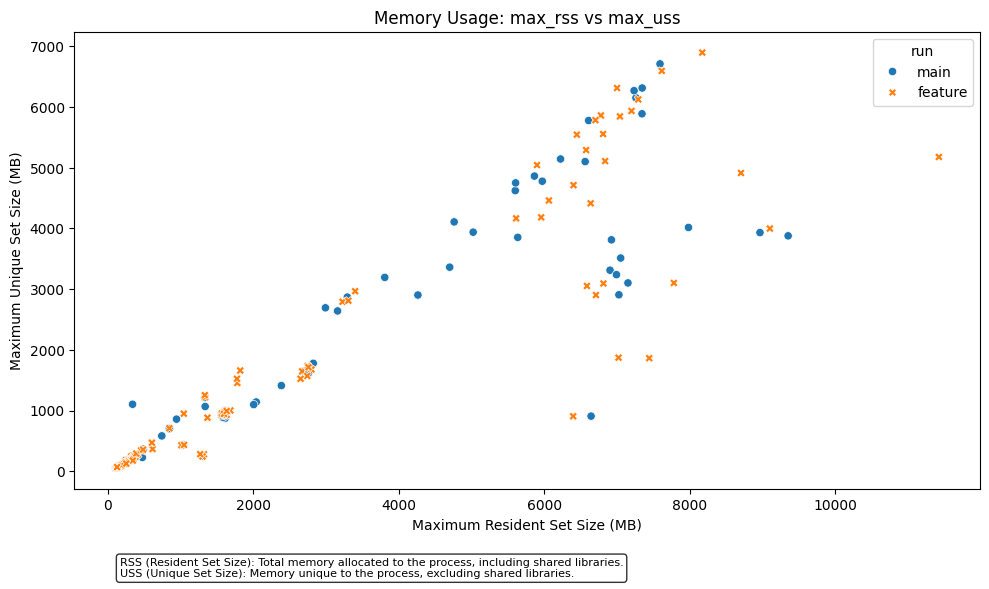 Memory Usage: max_rss vs max_uss
run
main
feature
7000
6000
5000
4000
3000
2000
1000
0
Maximum Unique Set Size (MB)
0 2000 4000 6000 8000 10000
Maximum Resident Set Size (MB)
RSS (Resident Set Size): Total memory allocated to the process, including shared libraries.
USS (Unique Set Size): Memory unique to the process, excluding shared libraries.